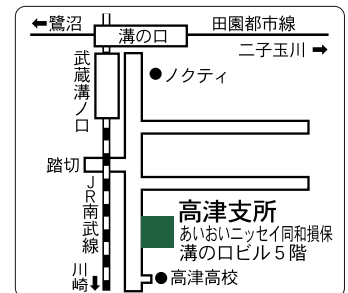 ←鷺沼
田園都市線
溝の口
二子玉川→
武蔵溝ノ口
●ノクティ
踏切
JR南武線
高津支所
あいおいニッセイ同和損保
溝の口ビル5階
川崎↓
●高津高校